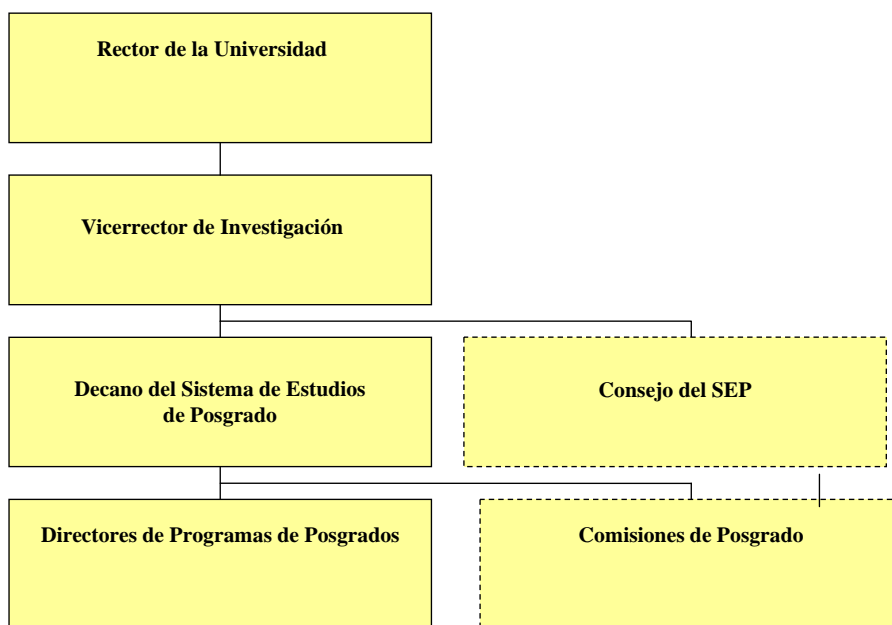 Rector de la Universidad
Vicerrector de Investigación
Decano del Sistema de Estudios
de Posgrado
Consejo del SEP
Directores de Programas de Posgrados
Comisiones de Posgrado